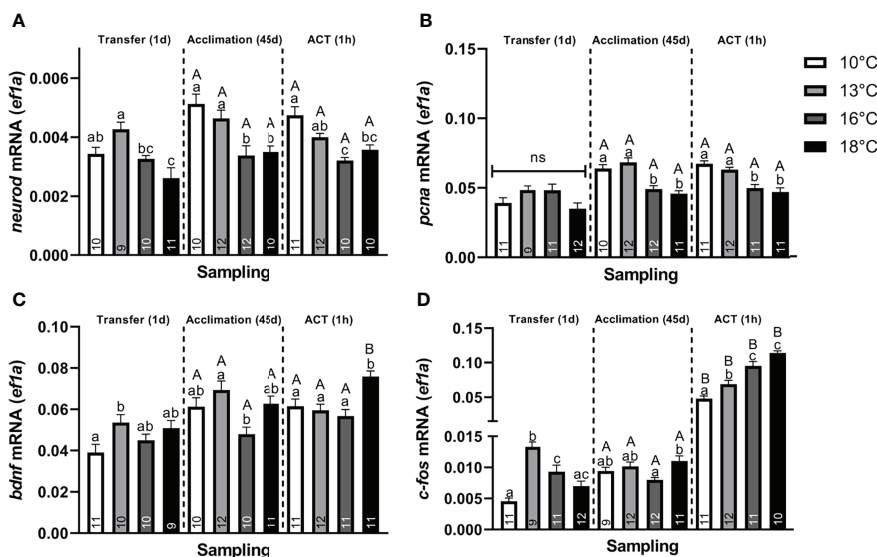 A
Transfer (1d) Acclimation (45d) ACT (1h)
neurod mRNA (ef1a)
0.006
0.004
0.002
0.000
ab a bc c
A A A A
a a b b
A A A A
a ab c bc
10 9 10 11 10 12 12 10 11 12 10 10
Sampling
B
Transfer (1d) Acclimation (45d) ACT (1h)
pcna mRNA (ef1a)
0.15
0.10
0.05
0.00
ns
A A A A
a a b b
A A A A
a a b b
11 9 11 12 10 12 12 11 11 12 11 11
Sampling
10°C
13°C
16°C
18°C
C
Transfer (1d) Acclimation (45d) ACT (1h)
bdnf mRNA (ef1a)
0.10
0.08
0.06
0.04
0.02
0.00
a b ab ab
A A A A
ab a b ab
A A A B
a a a b
11 10 10 9 10 12 10 11 11 12 11 11
Sampling
D
Transfer (1d) Acclimation (45d) ACT (1h)
c-fos mRNA (ef1a)
0.15
0.10
0.05
0.015
0.010
0.005
0.000
a b c ac
A A A A
ab ab a b
B B B B
a b c c
11 9 11 12 9 12 12 11 11 12 11 10
Sampling